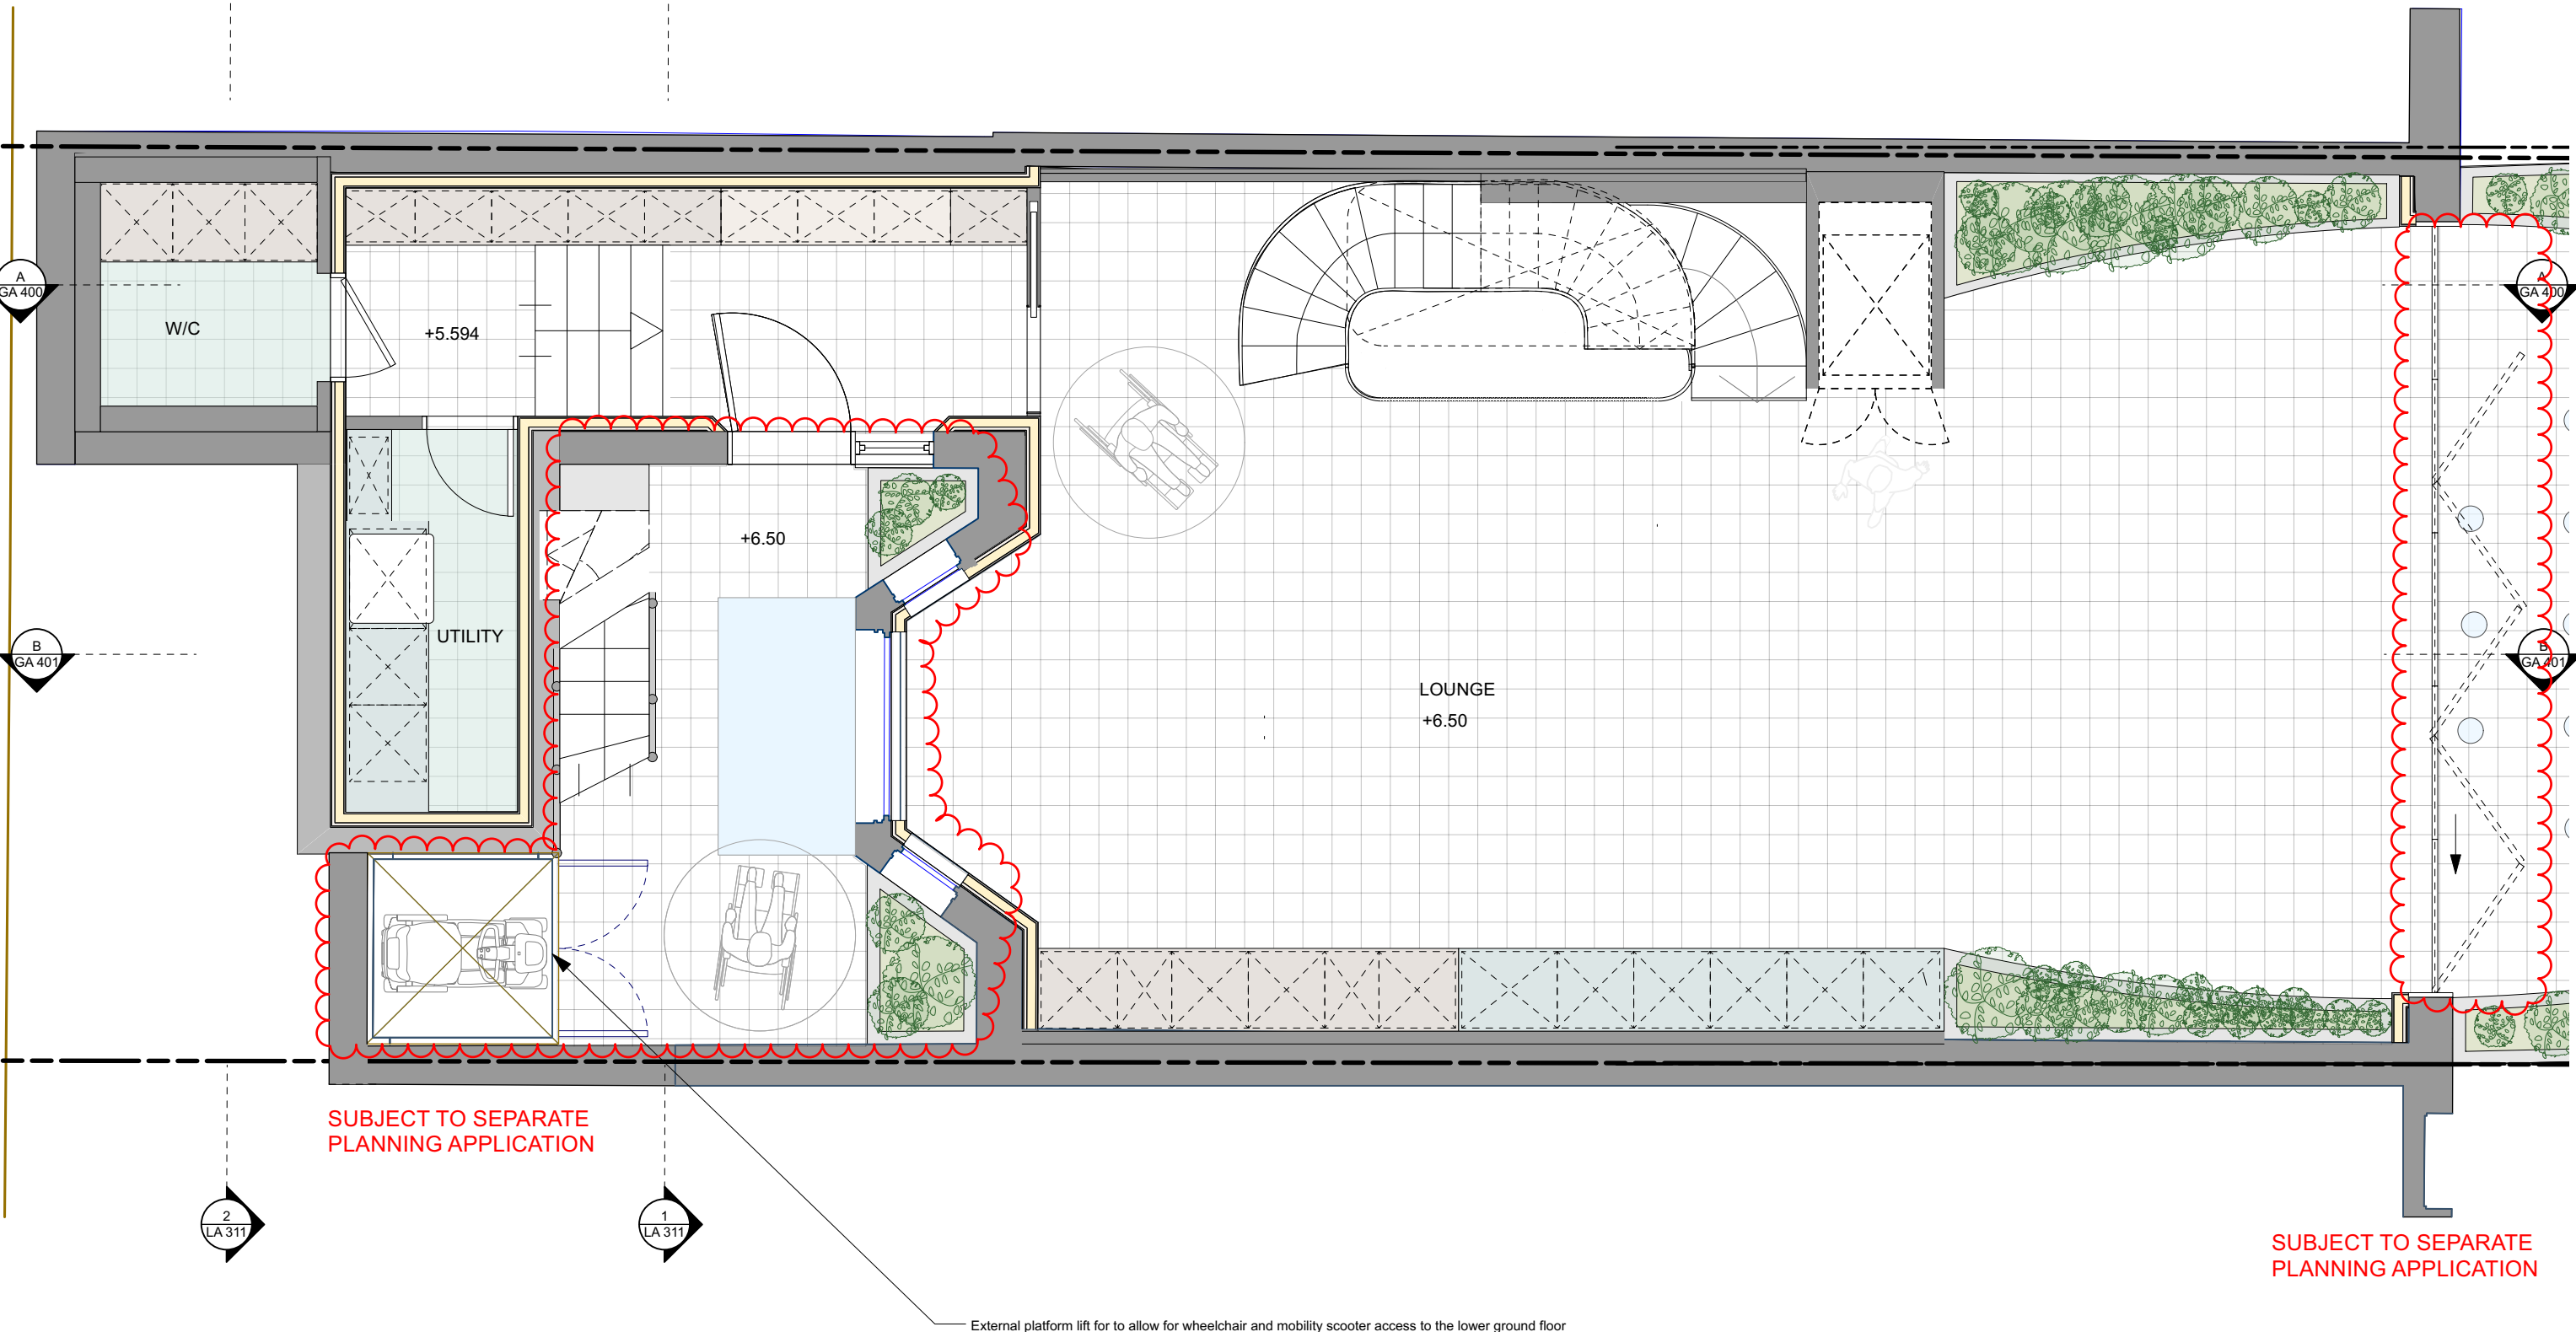 A
GA 400
A
GA 400
W/C
+5.594
+6.50
UTILITY
B
GA 401
B
GA 401
LOUNGE
+6.50
SUBJECT TO SEPARATE
PLANNING APPLICATION
2
LA 311
1
LA 311
SUBJECT TO SEPARATE
PLANNING APPLICATION
External platform lift for to allow for wheelchair and mobility scooter access to the lower ground floor